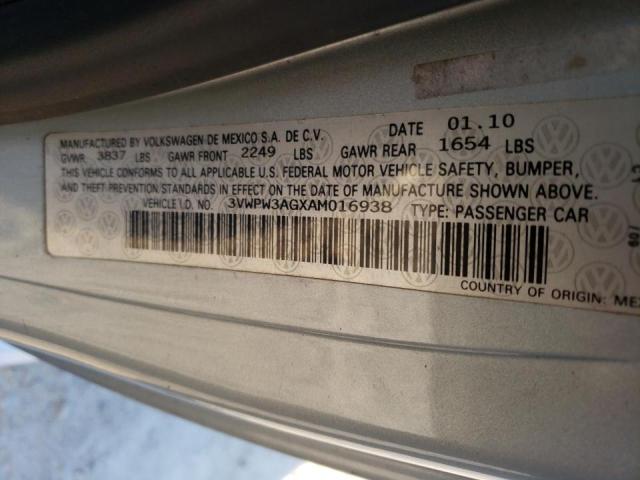 MANUFACTURED BY VOLKSWAGEN DE MEXICO S.A. DE C.V. DATE 01.10
GVWR 3837 LBS GAWR FRONT 2249 LBS GAWR REAR 1654 LBS
THIS VEHICLE CONFORMS TO ALL APPLICABLE U.S. FEDERAL MOTOR VEHICLE SAFETY, BUMPER,
AND THEFT PREVENTION STANDARDS IN EFFECT ON THE DATE OF MANUFACTURE SHOWN ABOVE.
VEHICLE I.D. NO. 3VWPW3AGXAM016938 TYPE: PASSENGER CAR
COUNTRY OF ORIGIN: MEX